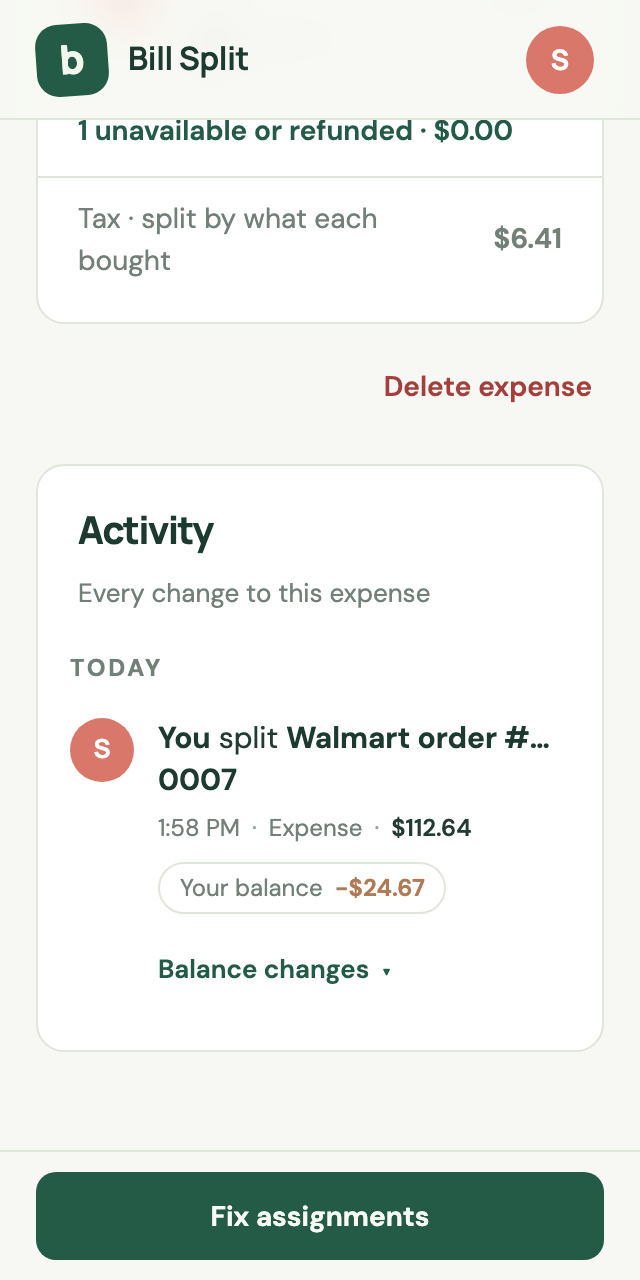 b
Bill Split
S
1 unavailable or refunded · $0.00
Tax · split by what each
bought
$6.41
Delete expense
Activity
Every change to this expense
TODAY
S
You split Walmart order #...
0007
1:58 PM · Expense · $112.64
Your balance -$24.67
Balance changes ▾
Fix assignments